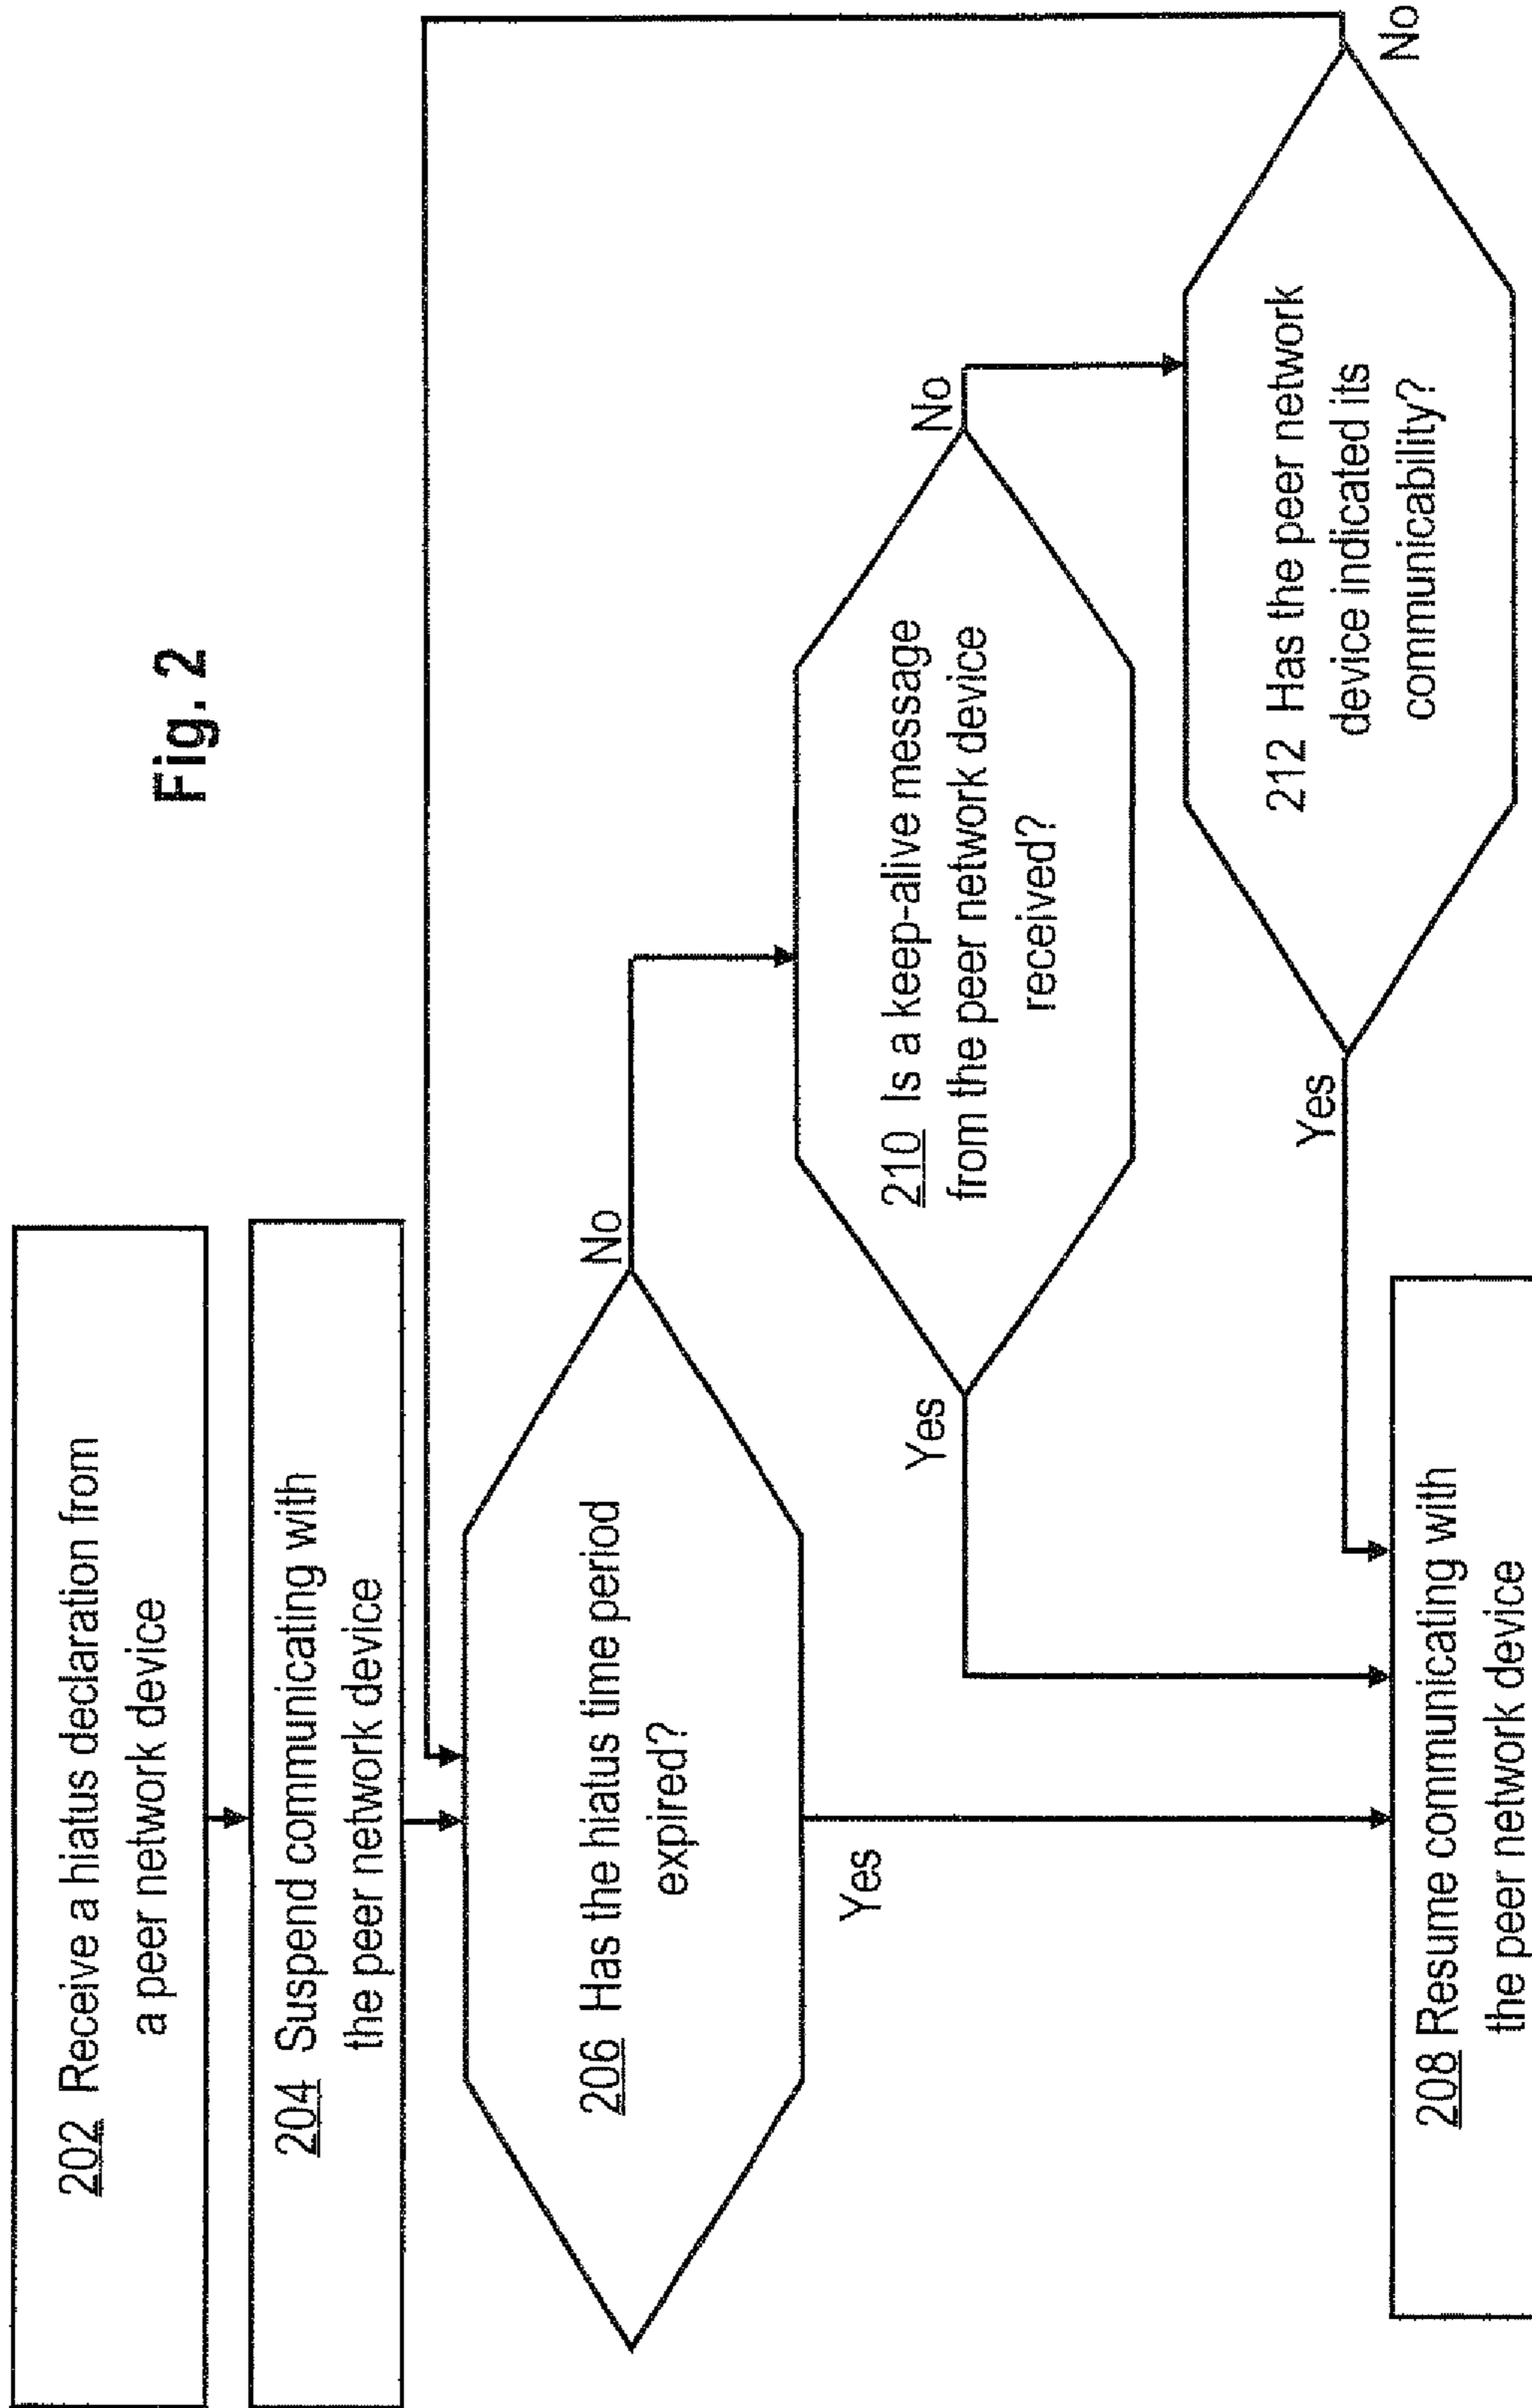 Fig. 2
202 Receive a hiatus declaration from
a peer network device
204 Suspend communicating with
the peer network device
206 Has the hiatus time period
expired?
No
Yes
210 Is a keep-alive message
from the peer network device
received?
No
Yes
212 Has the peer network
device indicated its
communicability?
No
Yes
208 Resume communicating with
the peer network device